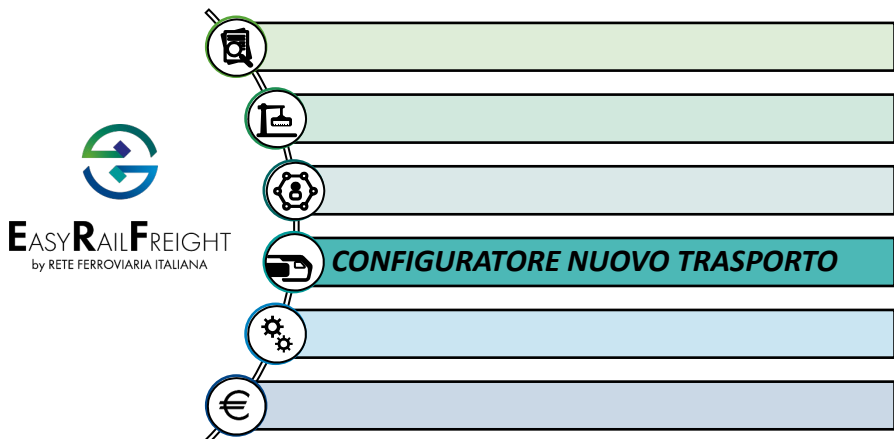 EASYRAILFREIGHT
by RETE FERROVIARIA ITALIANA
CONFIGURATORE NUOVO TRASPORTO
€